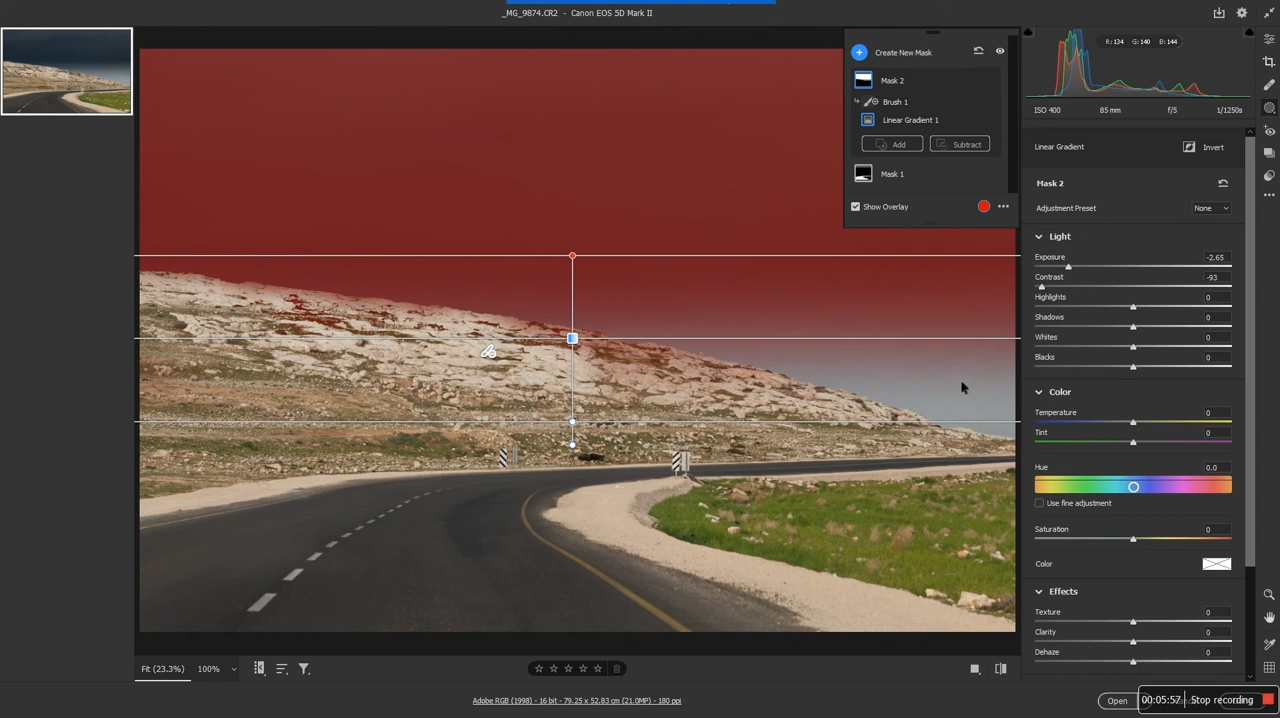 _MG_9874.CR2 - Canon EOS 5D Mark II
R: 134 G: 140 B: 144
ISO 400 85 mm f/5 1/1250s
Create New Mask
Mask 2
Brush 1
Linear Gradient 1
Add Subtract
Mask 1
Show Overlay
Linear Gradient Invert
Mask 2
Adjustment Preset None
Light
Exposure -2.65
Contrast -93
Highlights 0
Shadows 0
Whites 0
Blacks 0
Color
Temperature 0
Tint 0
Hue 0.0
Use fine adjustment
Saturation 0
Color
Effects
Texture 0
Clarity 0
Dehaze 0
Fit (23.3%) 100%
Adobe RGB (1998) - 16 bit - 79.25 x 52.83 cm (21.0MP) - 180 ppi
Open
00:05:57 Stop recording